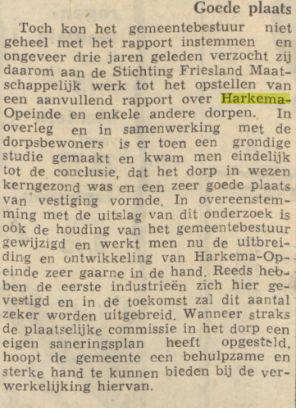 Goede plaats
Toch kon het gemeentebestuur niet
geheel met het rapport instemmen en
ongeveer drie jaren geleden verzocht zij
daarom aan de Stichting Friesland Maat-
schappelijk werk tot het opstellen van
een aanvullend rapport over Harkema-
Opeinde en enkele andere dorpen. In
overleg en in samenwerking met de
dorpsbewoners is er toen een grondige
studie gemaakt en kwam men eindelijk
tot de conclusie, dat het dorp in wezen
kerngezond was en een zeer goede plaats
van vestiging vormde. In overeenstem-
ming met de uitslag van dit onderzoek is
ook de houding van het gemeentebestuur
gewijzigd en werkt men nu de uitbrei-
ding en ontwikkeling van Harkema-Op-
einde zeer gaarne in de hand. Reeds heb-
ben de eerste industrieën zich hier ge-
vestigd en in de toekomst zal dit aantal
zeker worden uitgebreid. Wanneer straks
de plaatselijke commissie in het dorp een
eigen saneringsplan heeft opgesteld,
hoopt de gemeente een behulpzame en
sterke hand te kunnen bieden bij de ver-
werkelijking hiervan.